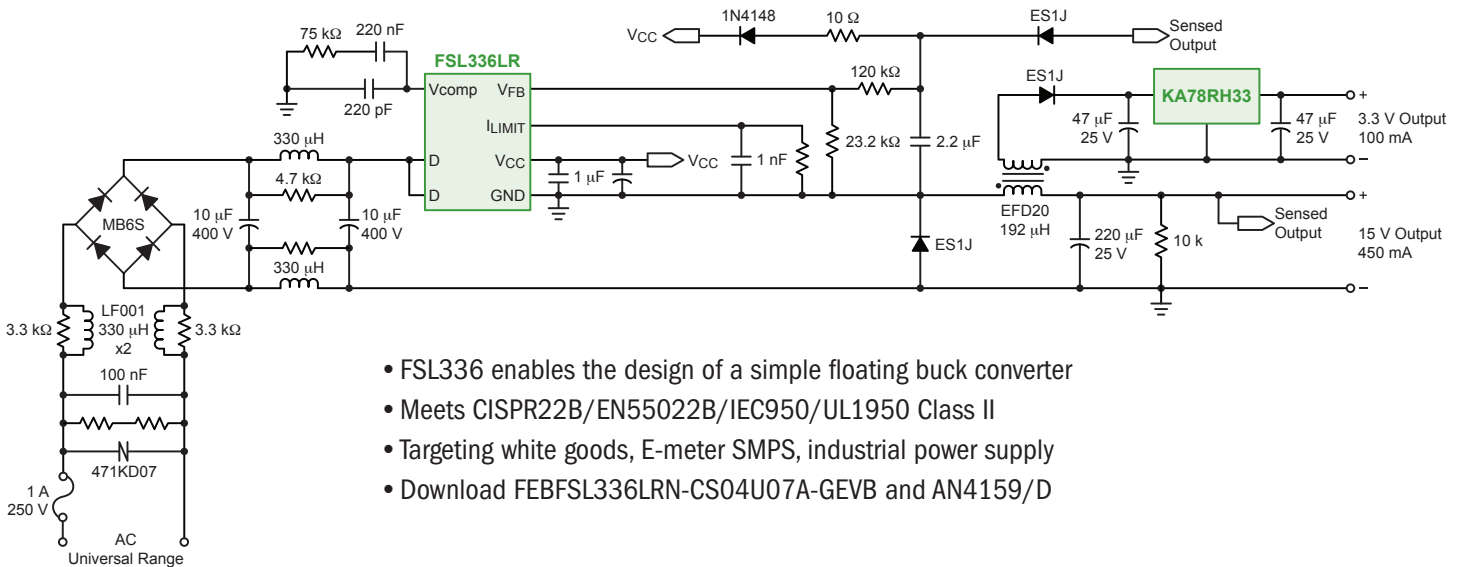 1N4148
10 Ω
ES1J
VCC
Sensed
Output
75 kΩ
220 nF
220 pF
FSL336LR
Vcomp
VFB
ILIMIT
D
VCC
D
GND
120 kΩ
ES1J
KA78RH33
47 μF
25 V
47 μF
25 V
+
3.3 V Output
100 mA
−
23.2 kΩ
2.2 μF
1 nF
VCC
1 μF
330 μH
4.7 kΩ
10 μF
400 V
10 μF
400 V
330 μH
MB6S
EFD20
192 μH
ES1J
220 μF
25 V
10 k
Sensed
Output
+
15 V Output
450 mA
−
3.3 kΩ
LF001
330 μH
x2
3.3 kΩ
100 nF
471KD07
1 A
250 V
AC
Universal Range
• FSL336 enables the design of a simple floating buck converter
• Meets CISPR22B/EN55022B/IEC950/UL1950 Class II
• Targeting white goods, E-meter SMPS, industrial power supply
• Download FEBFSL336LRN-CS04U07A-GEVB and AN4159/D